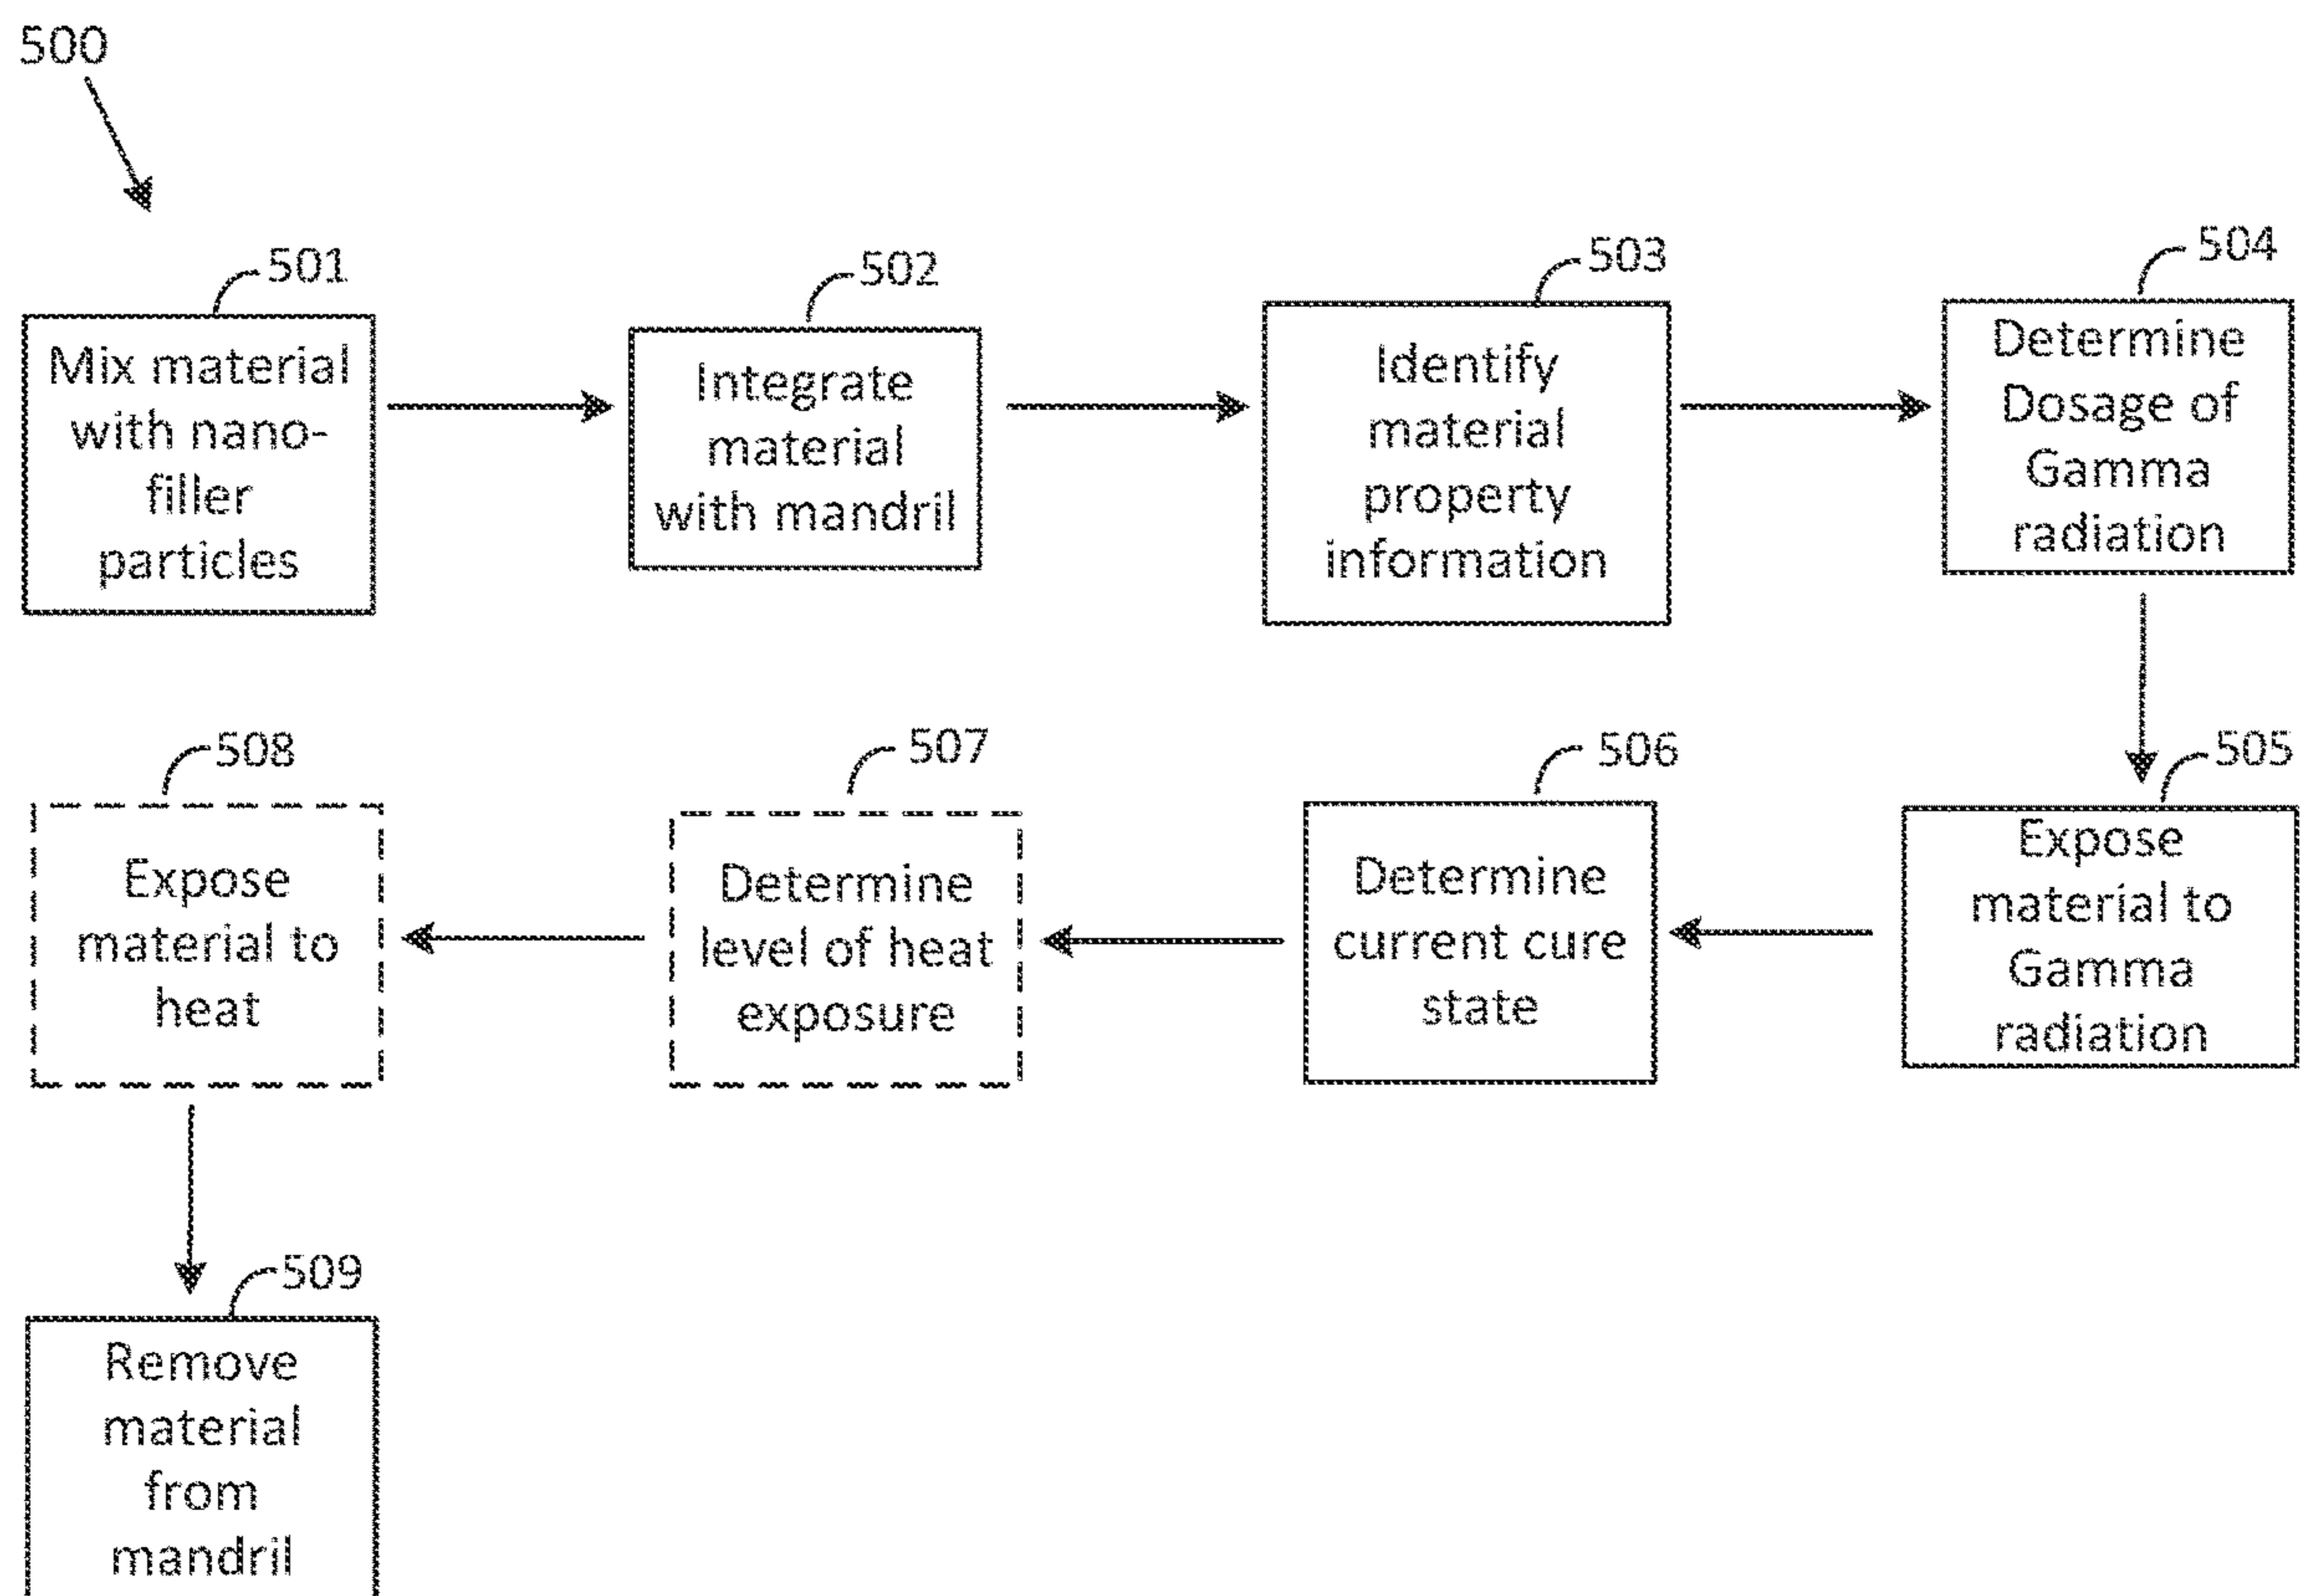 500
501
Mix material
with nano-
filler
particles
502
Integrate
material
with mandril
503
Identify
material
property
information
504
Determine
Dosage of
Gamma
radiation
505
Expose
material to
Gamma
radiation
506
Determine
current cure
state
507
Determine
level of heat
exposure
508
Expose
material to
heat
509
Remove
material
from
mandril